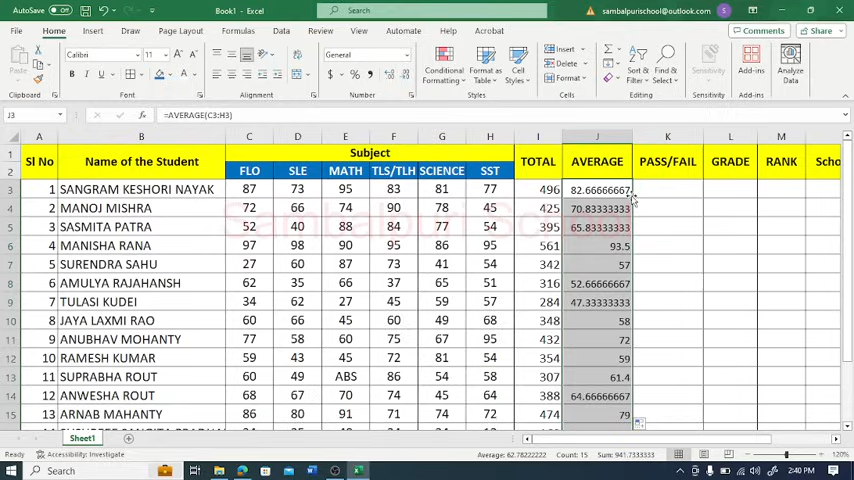 AutoSave Off Book1 - Excel Search sambalpurischool@outlook.com S
File Home Insert Draw Page Layout Formulas Data Review View Automate Help Acrobat Comments Share
Paste Calibri 11 General Conditional Formatting Format as Table Cell Styles Insert Delete Format Sort & Filter Find & Select Sensitivity Add-ins Analyze Data
Clipboard Font Alignment Number Styles Cells Editing Sensitivity Add-ins
J3 fx =AVERAGE(C3:H3)
A B C D E F G H I J K L M
1 Sl No Name of the Student Subject TOTAL AVERAGE PASS/FAIL GRADE RANK Scho
2 FLO SLE MATH TLS/TLH SCIENCE SST
3 1 SANGRAM KESHORI NAYAK 87 73 95 83 81 77 496 82.66666667
4 2 MANOJ MISHRA 72 66 74 90 78 45 425 70.83333333
5 3 SASMITA PATRA 52 40 88 84 77 54 395 65.83333333
Sambalpuri School
6 4 MANISHA RANA 97 98 90 95 86 95 561 93.5
7 5 SURENDRA SAHU 27 60 87 73 41 54 342 57
8 6 AMULYA RAJAHANSH 62 35 66 37 65 51 316 52.66666667
9 7 TULASI KUDEI 34 62 27 45 59 57 284 47.33333333
10 8 JAYA LAXMI RAO 60 66 45 60 49 68 348 58
11 9 ANUBHAV MOHANTY 77 58 60 75 67 95 432 72
12 10 RAMESH KUMAR 59 43 45 72 81 54 354 59
13 11 SUPRABHA ROUT 60 49 ABS 86 54 58 307 61.4
14 12 ANWESHA ROUT 68 67 70 74 45 64 388 64.66666667
15 13 ARNAB MAHANTY 86 80 91 71 74 72 474 79
Sheet1
Ready Accessibility: Investigate Average: 62.78222222 Count: 15 Sum: 941.7333333 120%
Search 2:40 PM